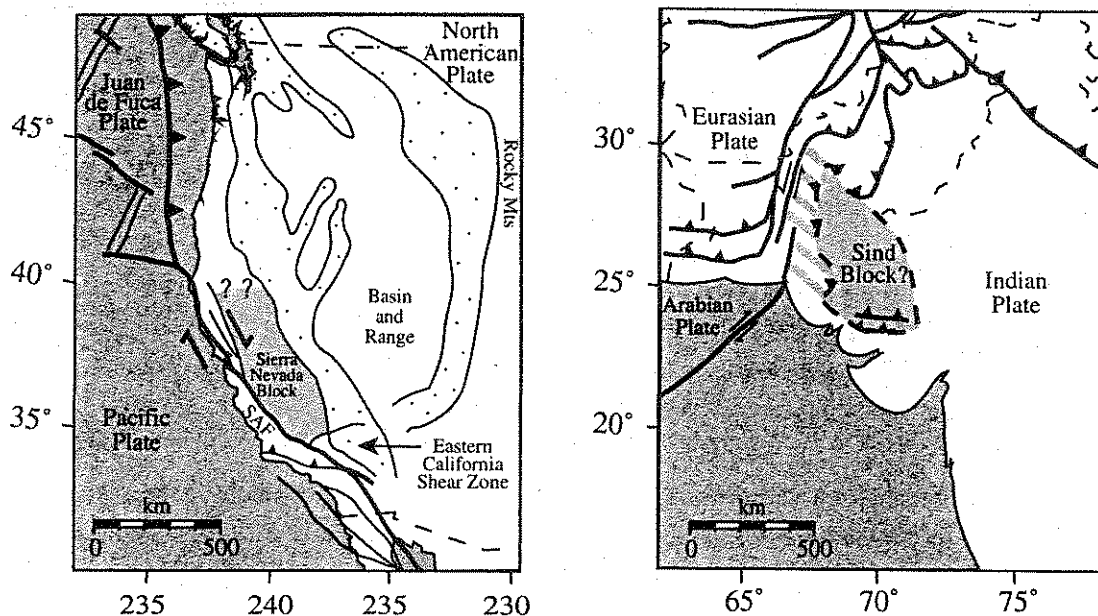 North
American
Plate
Juan
de Fuca
Plate
45°
Rocky Mts
40°
? ?
Basin
and
Range
Sierra
Nevada
Block
Pacific
Plate
SAF
35°
Eastern
California
Shear Zone
km
0 500
235 240 235 230
Eurasian
Plate
30°
Sind
Block?
25°
Indian
Plate
Arabian
Plate
20°
km
0 500
65° 70° 75°